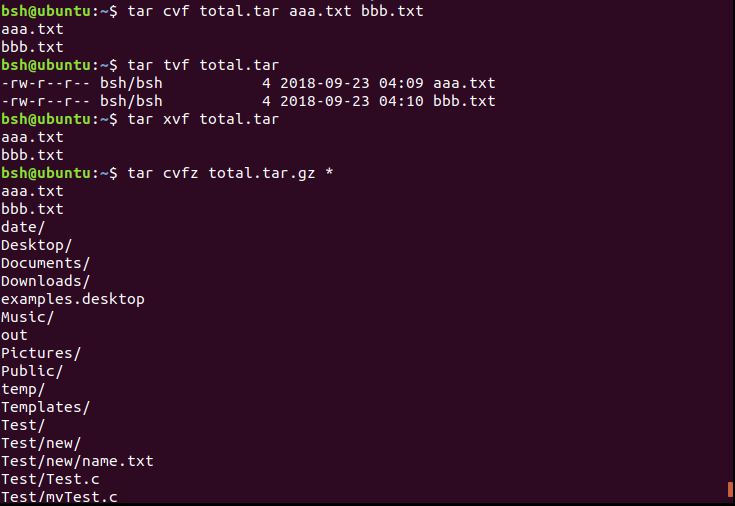 bsh@ubuntu:~$ tar cvf total.tar aaa.txt bbb.txt
aaa.txt
bbb.txt
bsh@ubuntu:~$ tar tvf total.tar
-rw-r--r-- bsh/bsh           4 2018-09-23 04:09 aaa.txt
-rw-r--r-- bsh/bsh           4 2018-09-23 04:10 bbb.txt
bsh@ubuntu:~$ tar xvf total.tar
aaa.txt
bbb.txt
bsh@ubuntu:~$ tar cvfz total.tar.gz *
aaa.txt
bbb.txt
date/
Desktop/
Documents/
Downloads/
examples.desktop
Music/
out
Pictures/
Public/
temp/
Templates/
Test/
Test/new/
Test/new/name.txt
Test/Test.c
Test/myTest.c